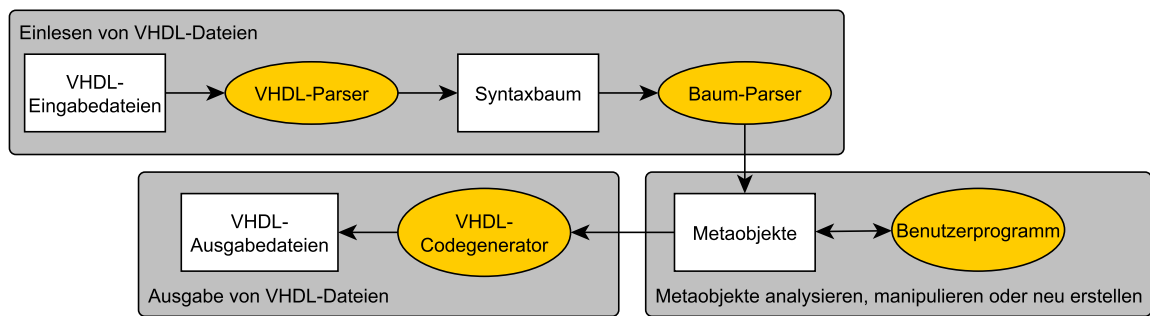 Einlesen von VHDL-Dateien
VHDL-
Eingabedateien
VHDL-Parser
Syntaxbaum
Baum-Parser
VHDL-
Ausgabedateien
VHDL-
Codegenerator
Metaobjekte
Benutzerprogramm
Ausgabe von VHDL-Dateien
Metaobjekte analysieren, manipulieren oder neu erstellen